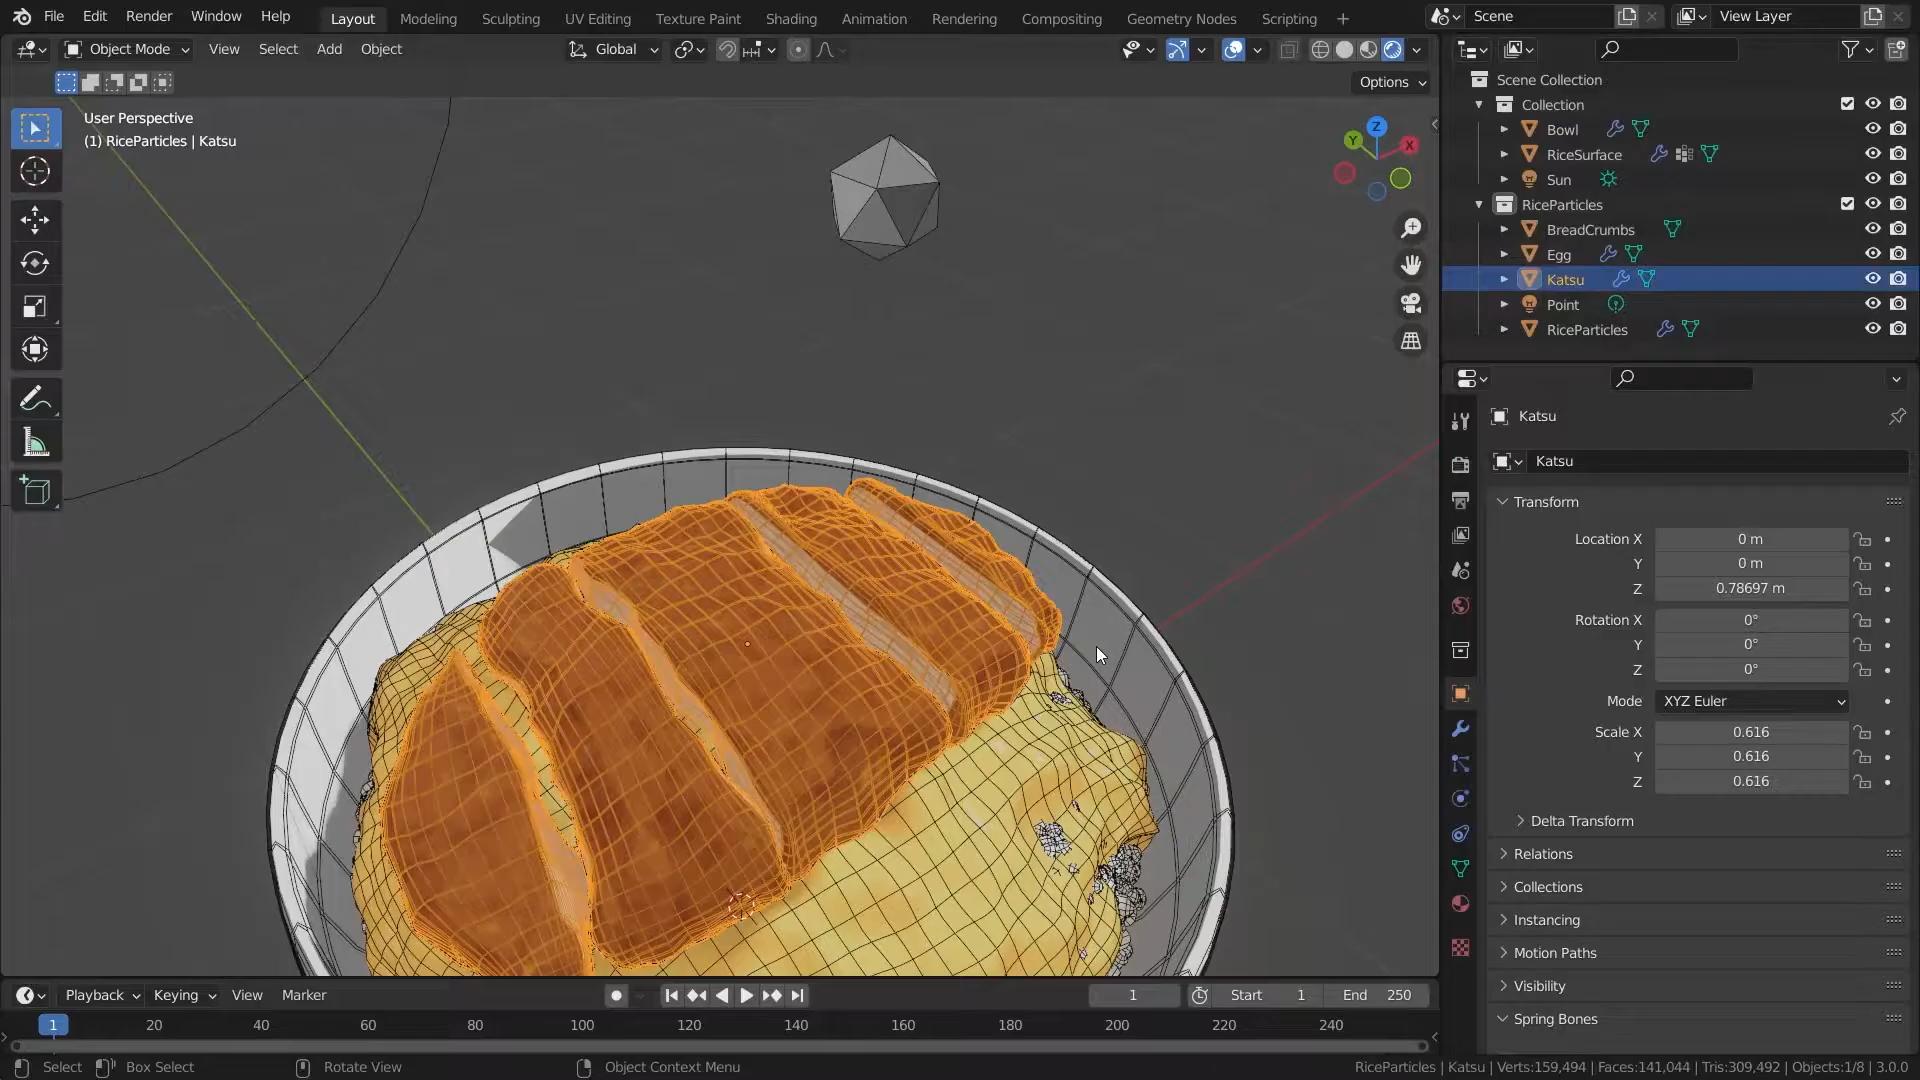 File Edit Render Window Help Layout Modeling Sculpting UV Editing Texture Paint Shading Animation Rendering Compositing Geometry Nodes Scripting + Scene View Layer
Object Mode View Select Add Object Global
Options
User Perspective
(1) RiceParticles | Katsu
Z
Y
X
Scene Collection
Collection
Bowl
RiceSurface
Sun
RiceParticles
BreadCrumbs
Egg
Katsu
Point
RiceParticles
Katsu
Katsu
Transform
Location X 0 m
Y 0 m
Z 0.78697 m
Rotation X 0°
Y 0°
Z 0°
Mode XYZ Euler
Scale X 0.616
Y 0.616
Z 0.616
Delta Transform
Relations
Collections
Instancing
Motion Paths
Visibility
Spring Bones
Playback Keying View Marker 1 Start 1 End 250
1 20 40 60 80 100 120 140 160 180 200 220 240
Select Box Select Rotate View Object Context Menu RiceParticles | Katsu | Verts:159,494 | Faces:141,044 | Tris:309,492 | Objects:1/8 | 3.0.0